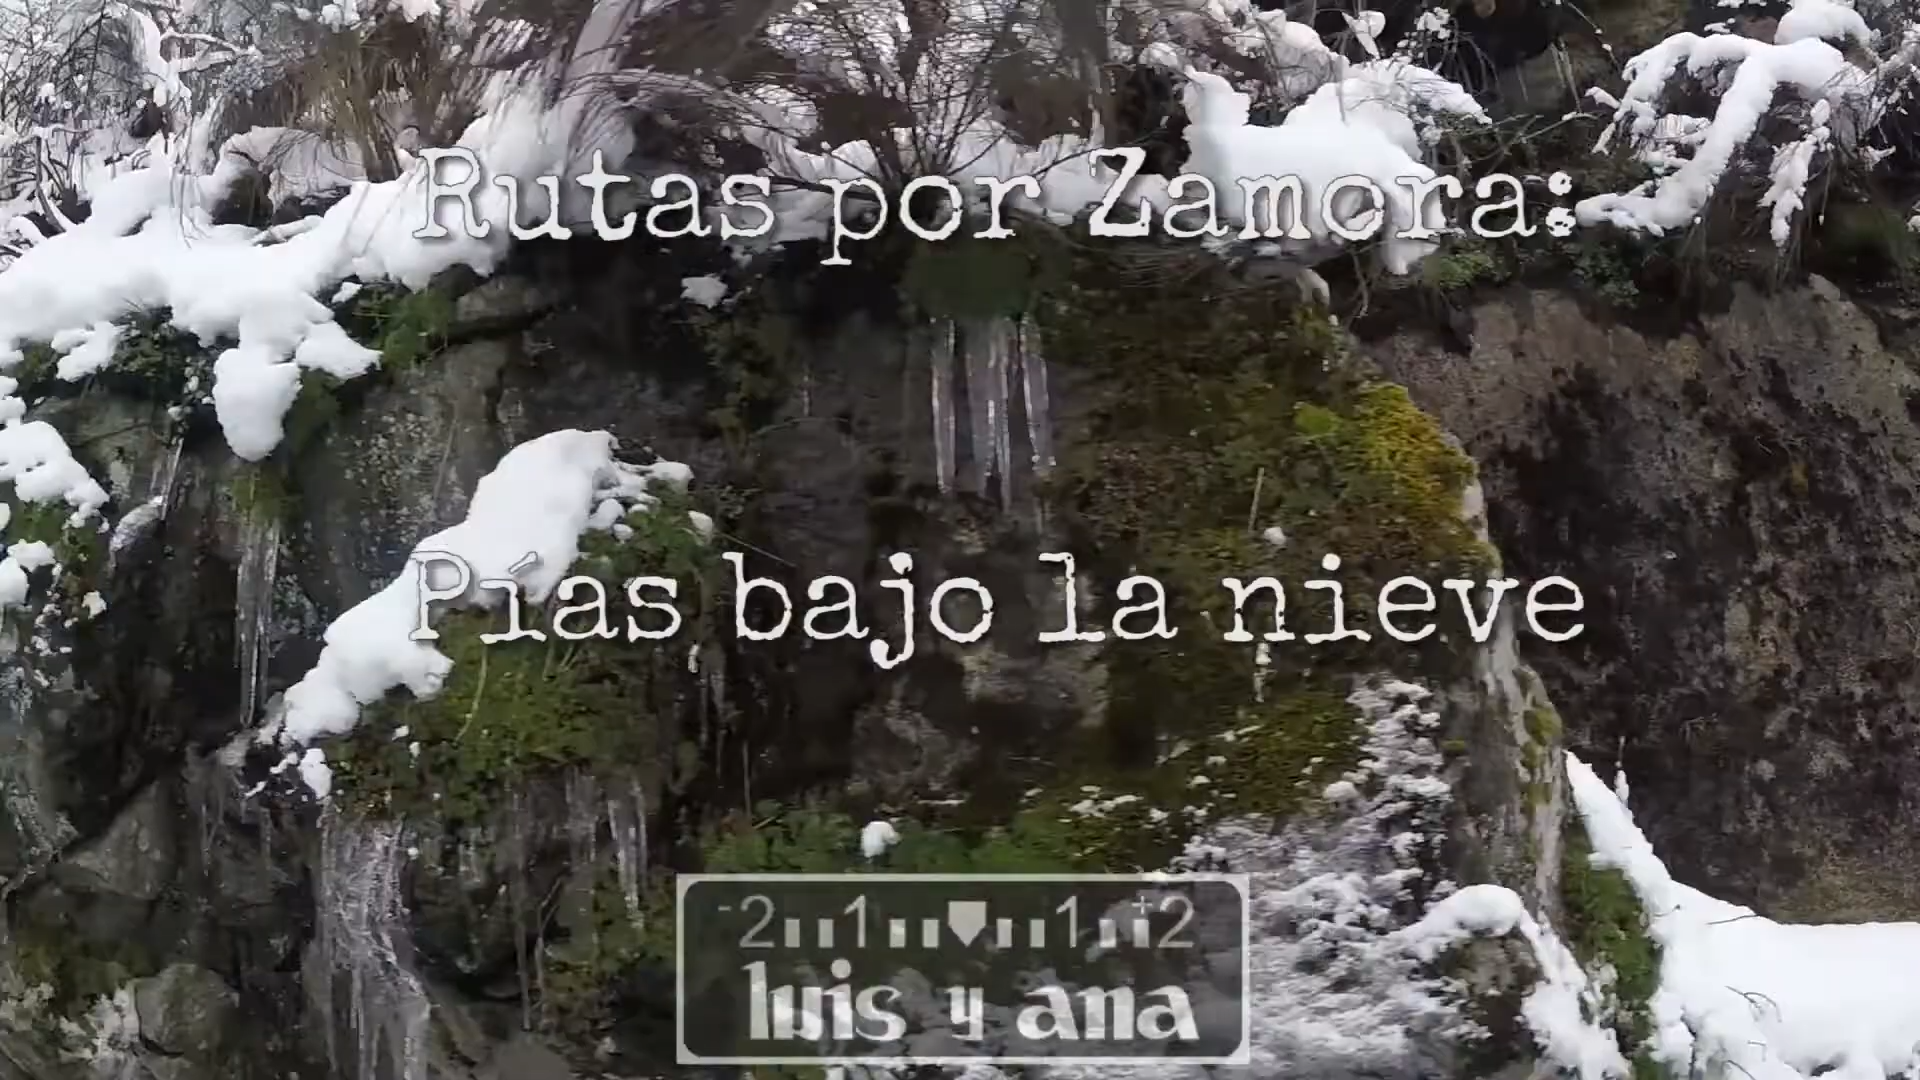 Rutas por Zamora:
Pías bajo la nieve
-2 1 1 +2
luis y ana